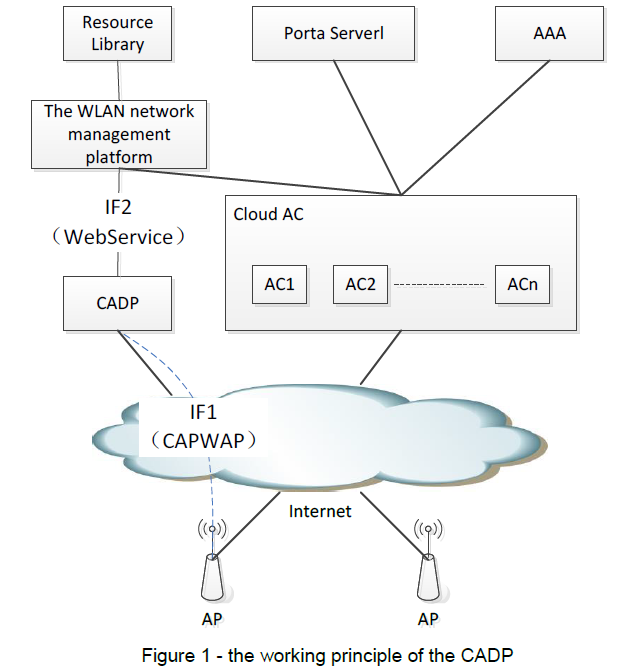 Resource
Library
Porta Serverl
AAA
The WLAN network
management
platform
IF2
（WebService）
Cloud AC
AC1
AC2
ACn
CADP
IF1
（CAPWAP）
Internet
AP
AP
Figure 1 - the working principle of the CADP